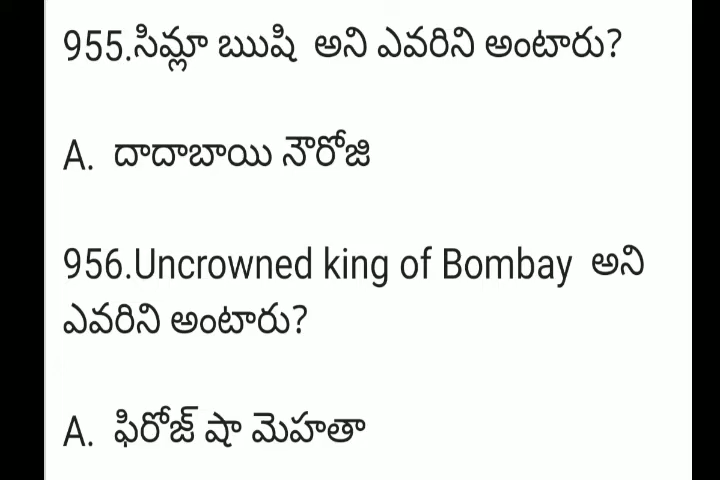 955.సిమ్లా ఋషి అని ఎవరిని అంటారు?
A. దాదాబాయి నౌరోజి
956.Uncrowned king of Bombay అని
ఎవరిని అంటారు?
A. ఫిరోజ్ షా మెహతా